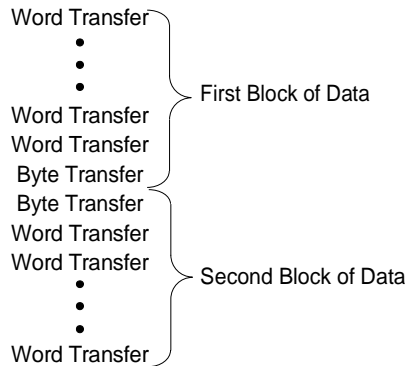 Word Transfer
•
•
•
First Block of Data
Word Transfer
Word Transfer
Byte Transfer
Byte Transfer
Word Transfer
Word Transfer
Second Block of Data
•
•
•
Word Transfer